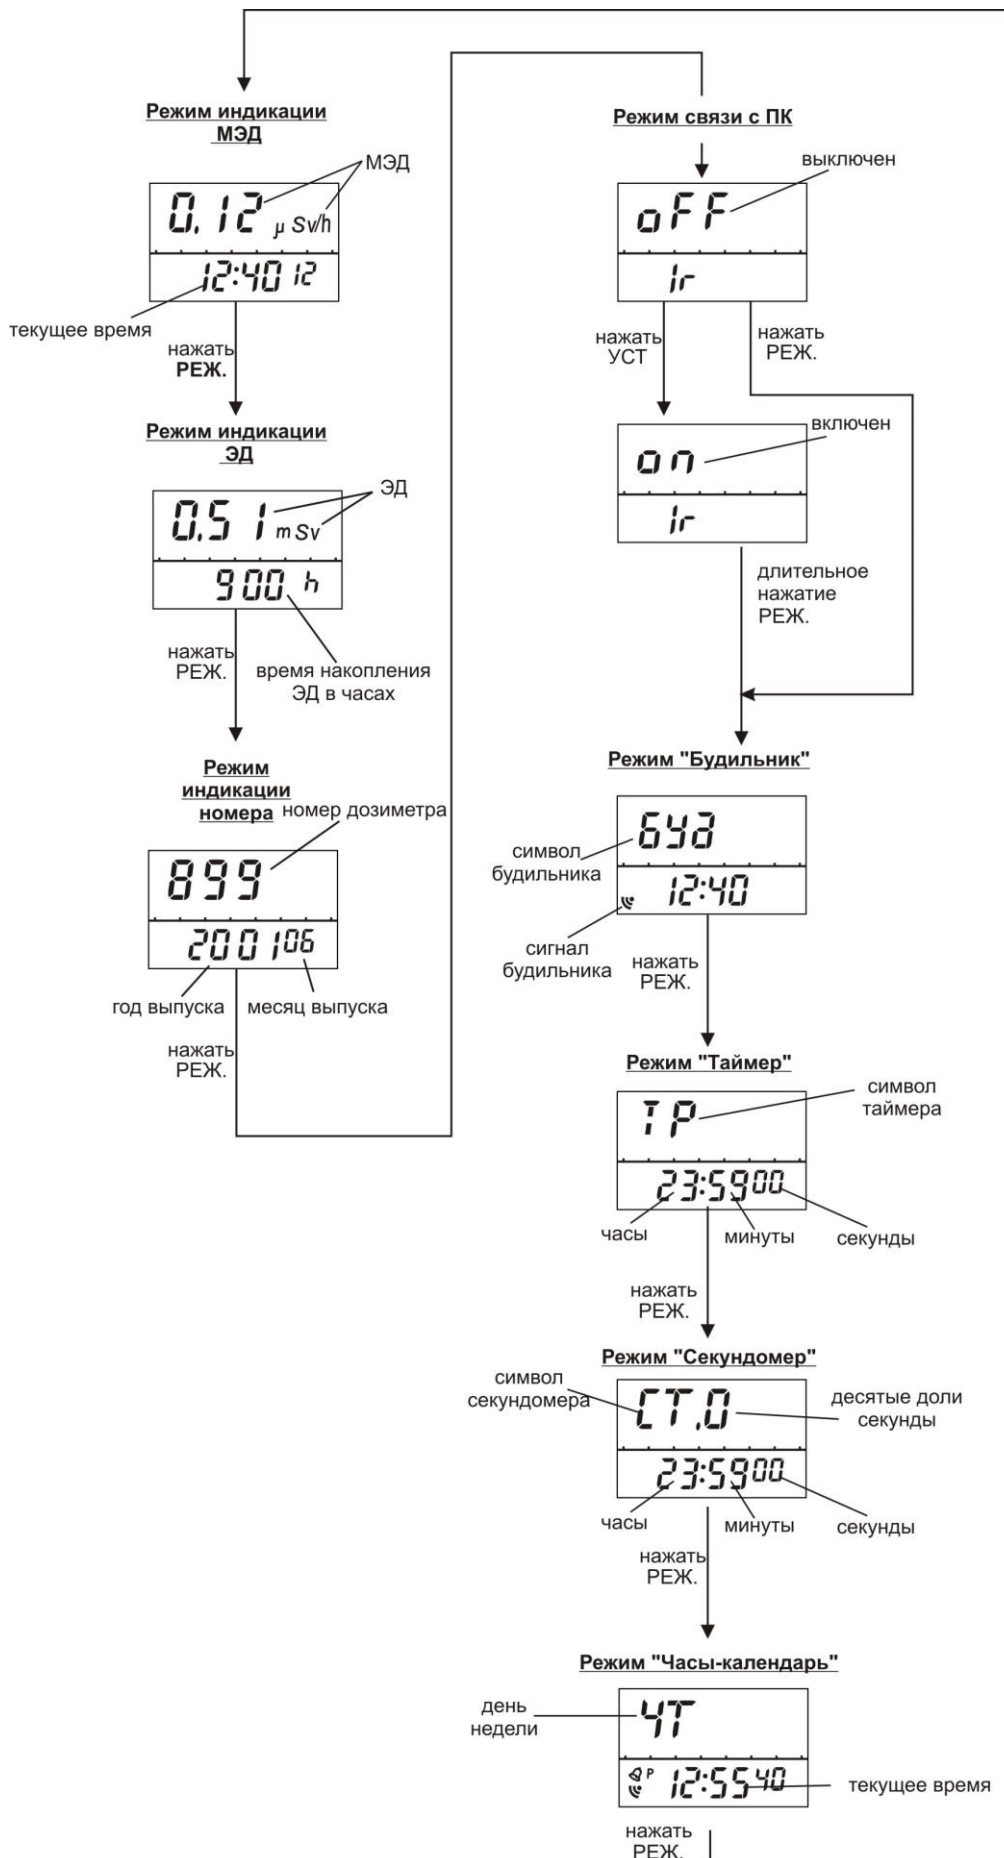 Режим индикации
МЭД
МЭД
0.12 µ Sv/h
12:40 12
текущее время
нажать
РЕЖ.
Режим индикации
ЭД
ЭД
0.51 m Sv
900 h
нажать
РЕЖ.
время накопления
ЭД в часах
Режим
индикации
номера
номер дозиметра
899
2001 06
год выпуска
месяц выпуска
нажать
РЕЖ.
Режим связи с ПК
выключен
oFF
Ir
нажать
УСТ
нажать
РЕЖ.
включен
on
Ir
длительное
нажатие
РЕЖ.
Режим "Будильник"
буд
символ
будильника
12:40
сигнал
будильника
нажать
РЕЖ.
Режим "Таймер"
символ
таймера
ТР
23:59 00
часы
минуты
секунды
нажать
РЕЖ.
Режим "Секундомер"
символ
секундомера
СТ.0
десятые доли
секунды
23:59 00
часы
минуты
секунды
нажать
РЕЖ.
Режим "Часы-календарь"
день
недели
ЧТ
P 12:55 40
текущее время
нажать
РЕЖ.